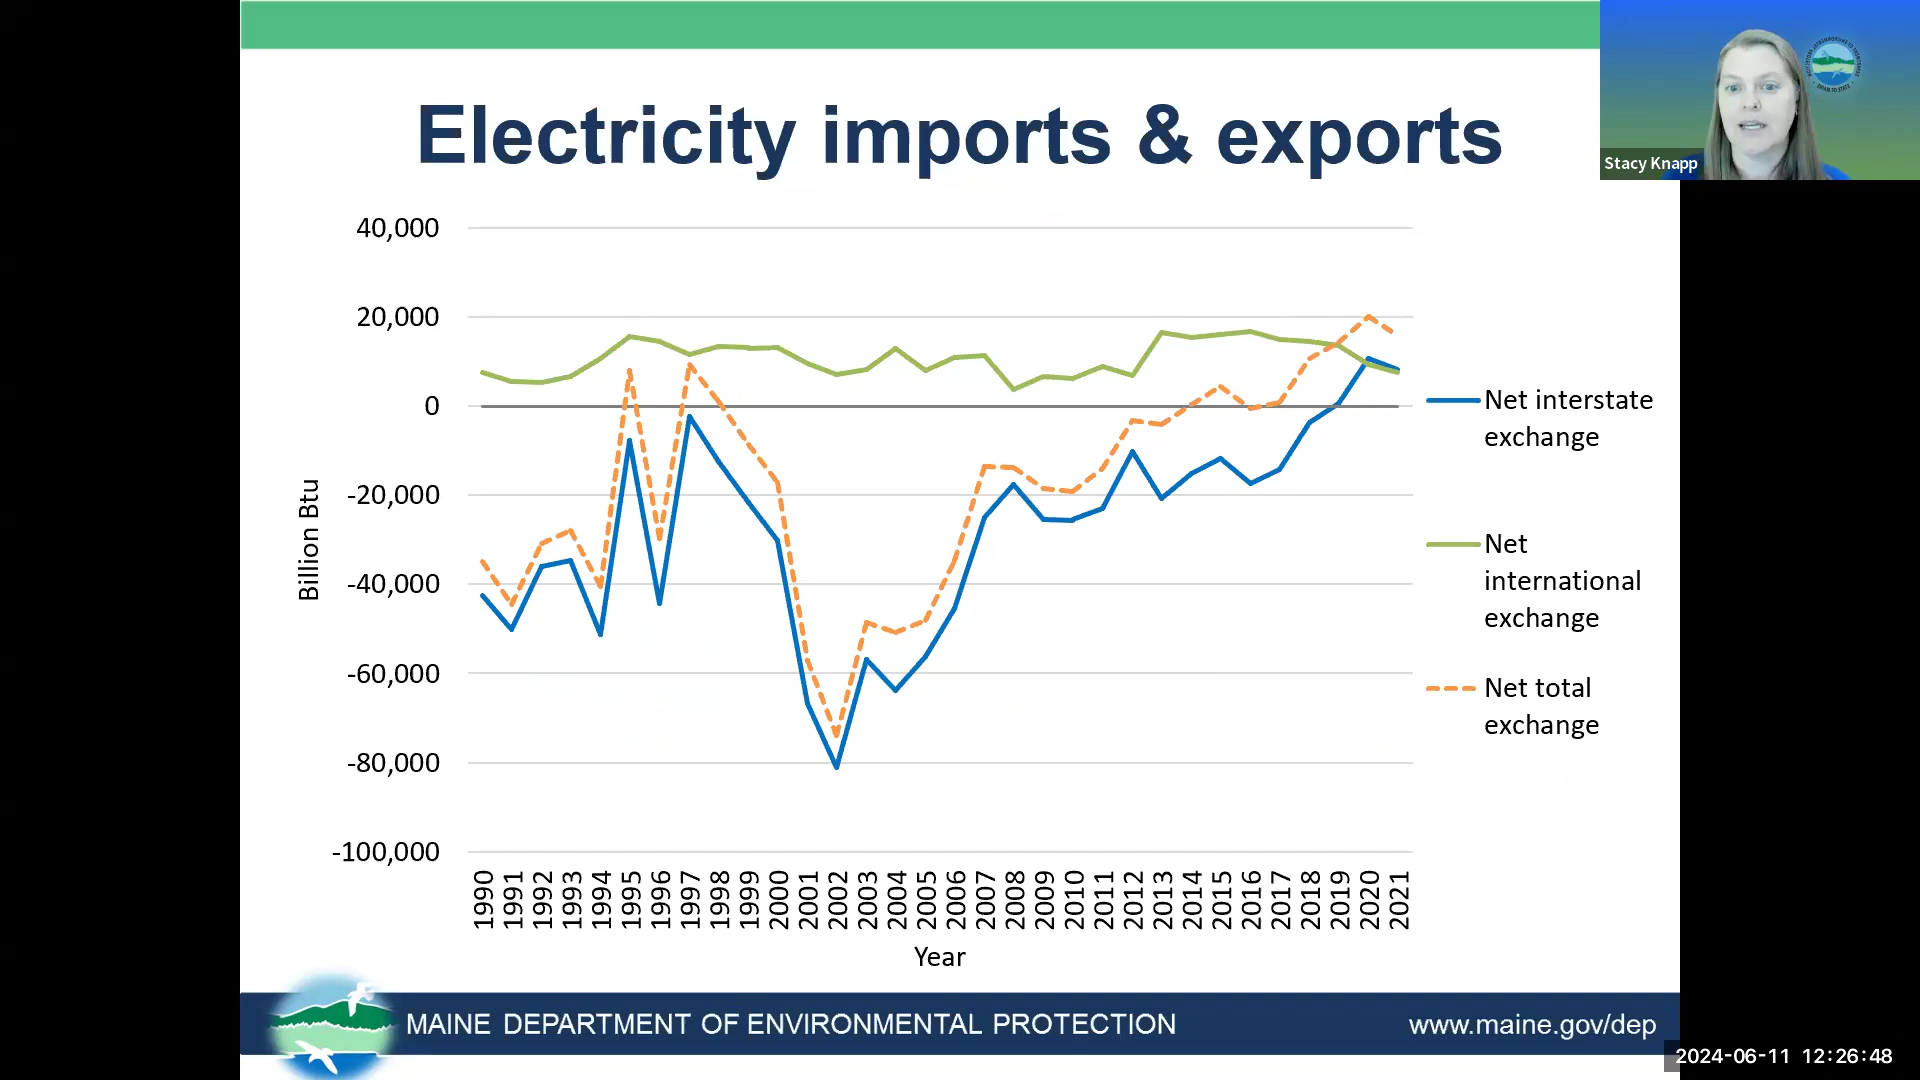 Electricity imports & exports
Stacy Knapp
40,000
20,000
0
-20,000
-40,000
-60,000
-80,000
-100,000
Billion Btu
1990 1991 1992 1993 1994 1995 1996 1997 1998 1999 2000 2001 2002 2003 2004 2005 2006 2007 2008 2009 2010 2011 2012 2013 2014 2015 2016 2017 2018 2019 2020 2021
Year
Net interstate
exchange
Net
international
exchange
Net total
exchange
MAINE DEPARTMENT OF ENVIRONMENTAL PROTECTION
www.maine.gov/dep
2024-06-11 12:26:48